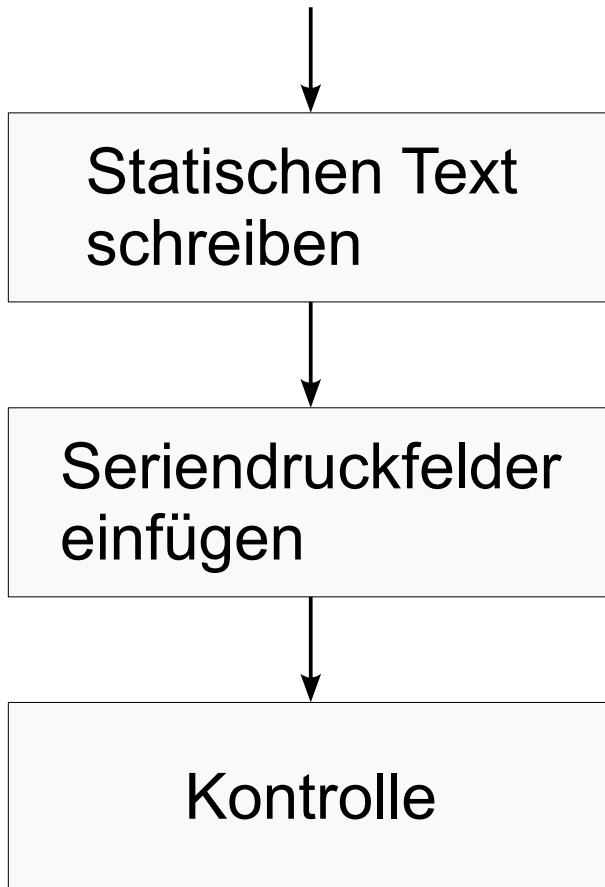 Statischen Text
schreiben
Seriendruckfelder
einfügen
Kontrolle